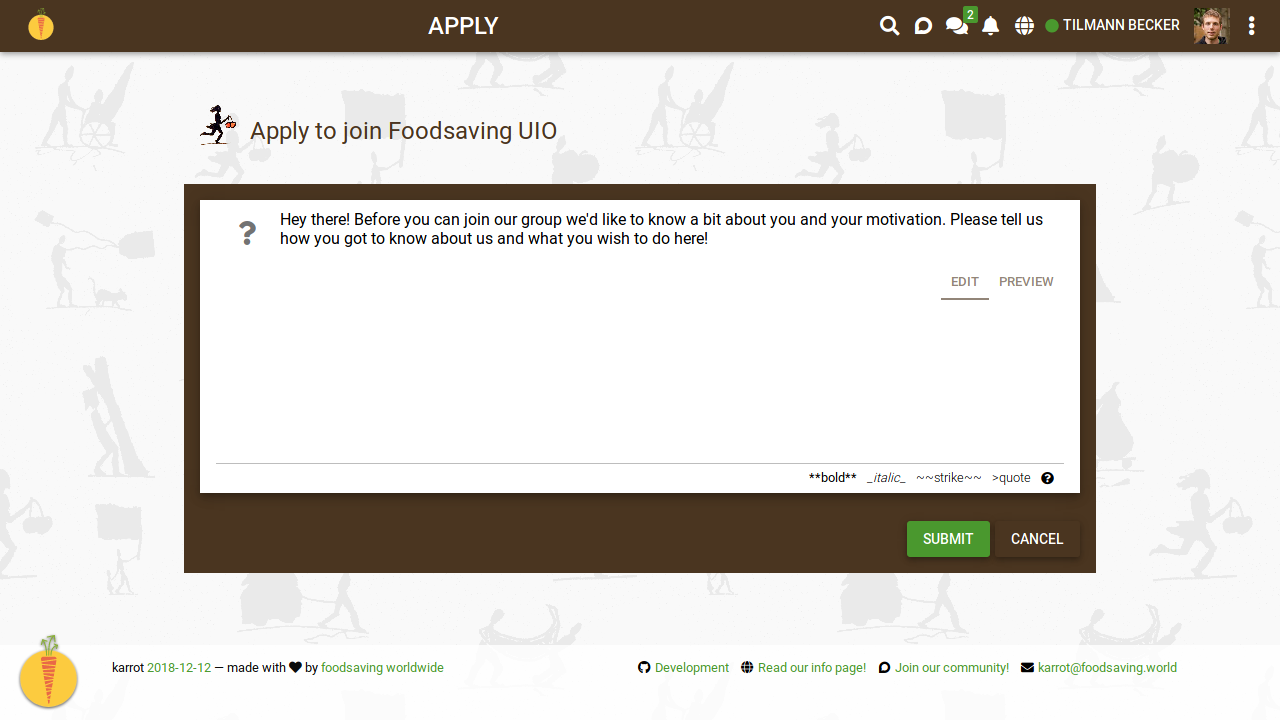 APPLY
2
TILMANN BECKER
Apply to join Foodsaving UIO
? Hey there! Before you can join our group we'd like to know a bit about you and your motivation. Please tell us
how you got to know about us and what you wish to do here!
EDIT PREVIEW
**bold** _italic_ ~~strike~~ >quote ?
SUBMIT CANCEL
karrot 2018-12-12 — made with ♥ by foodsaving worldwide
Development Read our info page! Join our community! karrot@foodsaving.world